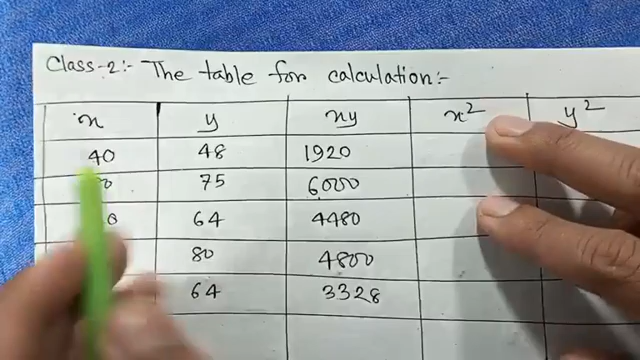 Class-2:- The table for calculation:-
x y xy x² y²
40 48 1920
75 6000
64 4480
80 4800
64 3328